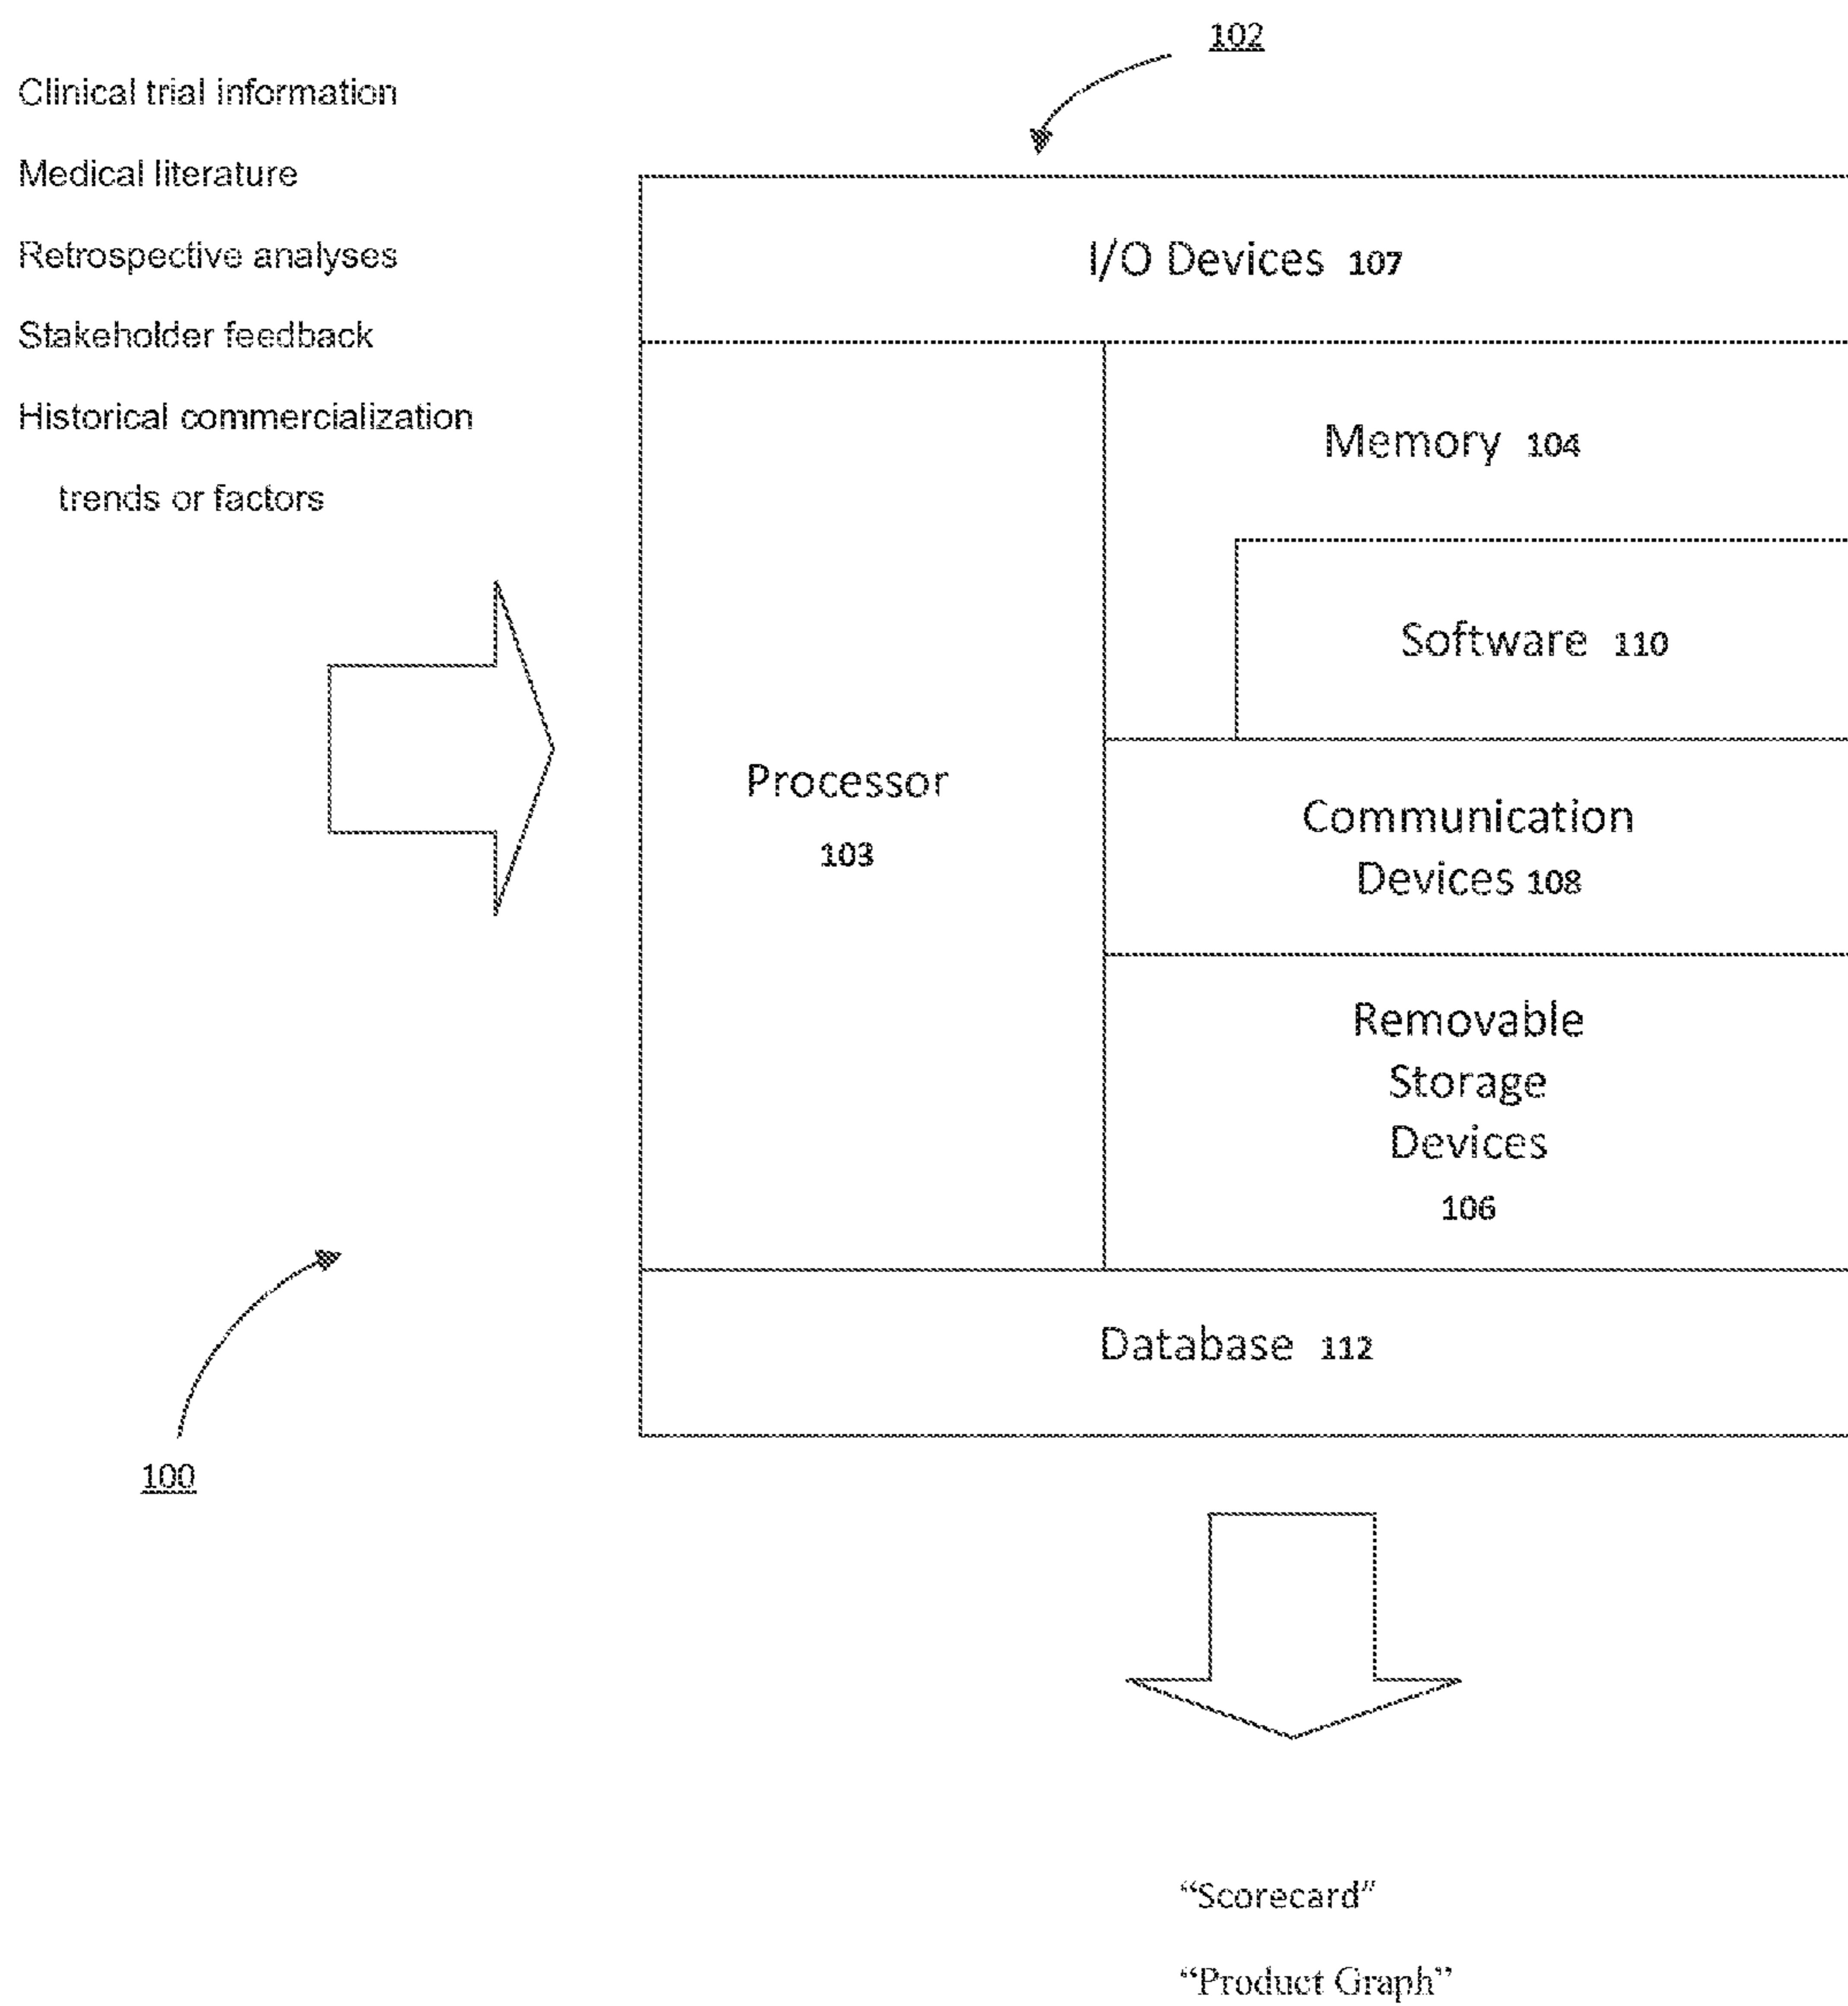 102
Clinical trial information
Medical literature
Retrospective analyses
Stakeholder feedback
Historical commercialization
trends or factors
I/O Devices 107
Memory 104
Software 110
Processor
103
Communication
Devices 108
Removable
Storage
Devices
106
Database 112
100
“Scorecard”
“Product Graph”